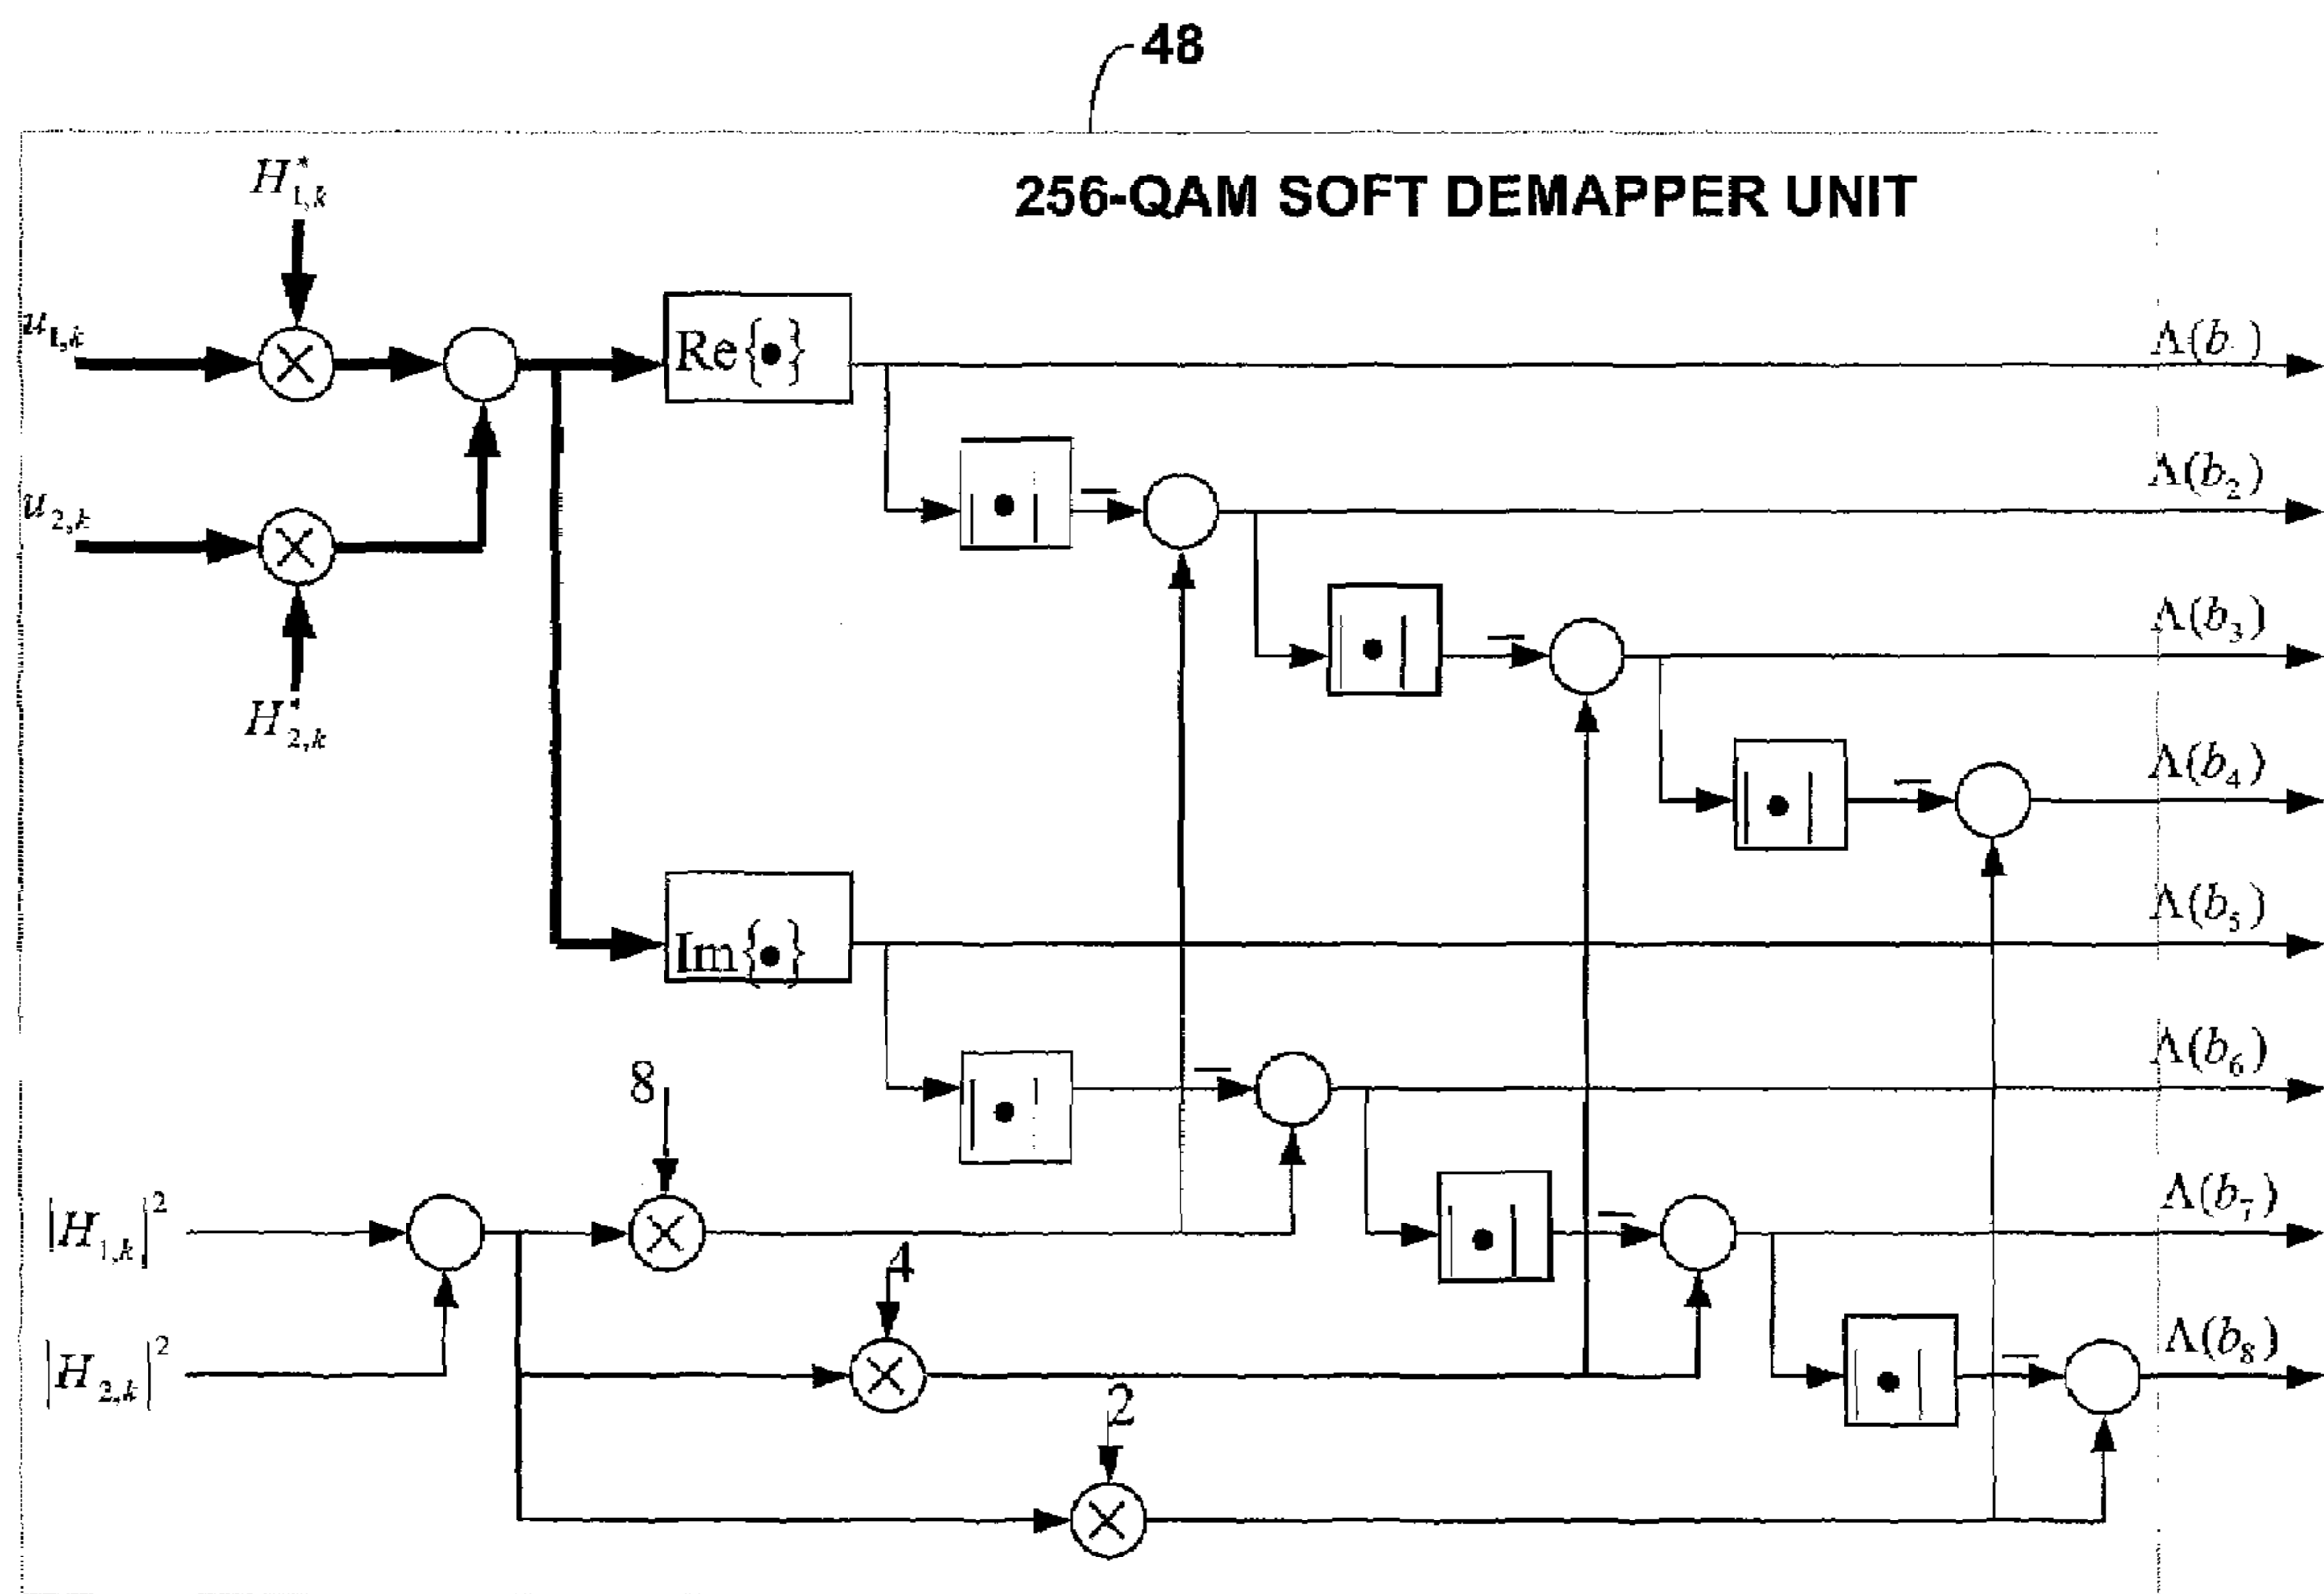 48
256-QAM SOFT DEMAPPER UNIT
H*1,k
u1,k
Re{•}
Λ(b )
|•|
−
Λ(b2)
u2,k
|•|
−
Λ(b3)
H*2,k
|•|
−
Λ(b4)
Im{•}
Λ(b5)
|•|
−
Λ(b6)
8
|H1,k|²
|•|
−
Λ(b7)
4
|H2,k|²
|•|
−
Λ(b8)
2